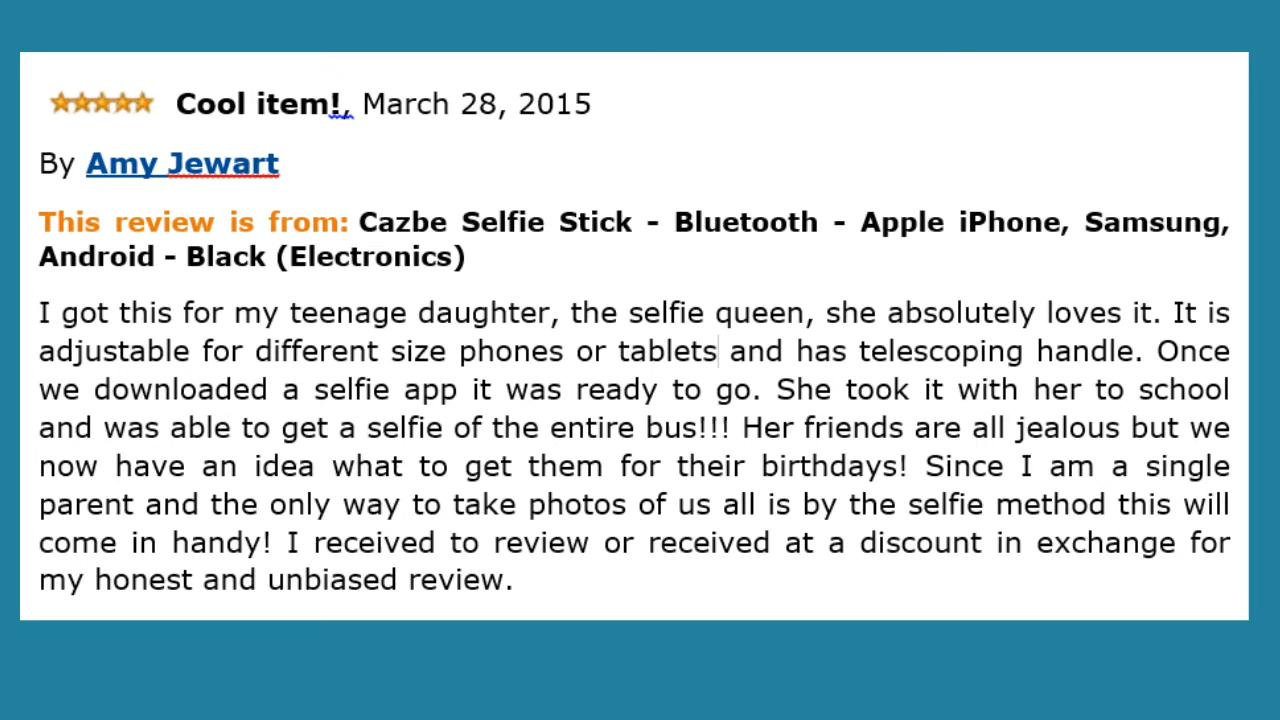 Cool item!, March 28, 2015
By Amy Jewart
This review is from: Cazbe Selfie Stick - Bluetooth - Apple iPhone, Samsung,
Android - Black (Electronics)
I got this for my teenage daughter, the selfie queen, she absolutely loves it. It is
adjustable for different size phones or tablets and has telescoping handle. Once
we downloaded a selfie app it was ready to go. She took it with her to school
and was able to get a selfie of the entire bus!!! Her friends are all jealous but we
now have an idea what to get them for their birthdays! Since I am a single
parent and the only way to take photos of us all is by the selfie method this will
come in handy! I received to review or received at a discount in exchange for
my honest and unbiased review.